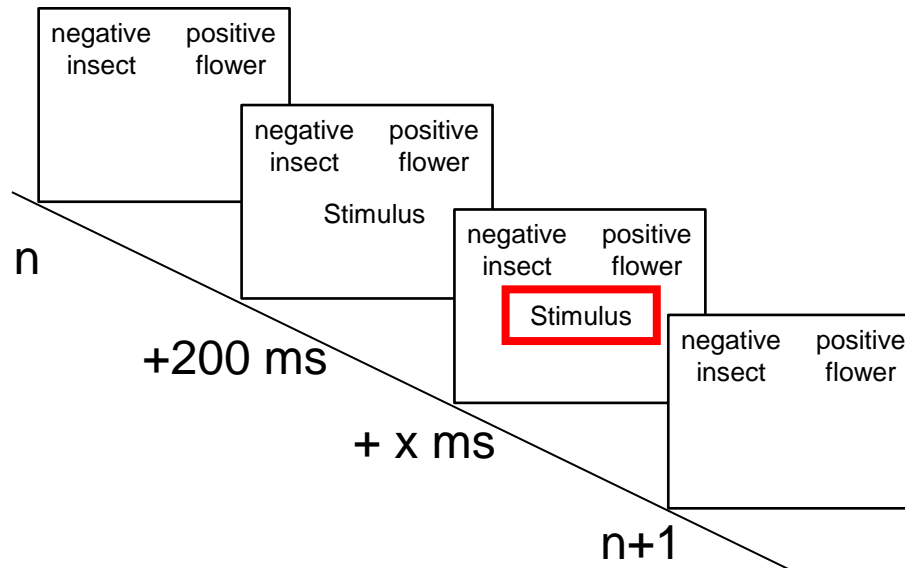 negative positive
insect flower
negative positive
insect flower
Stimulus
n
negative positive
insect flower
Stimulus
+200 ms
negative positive
insect flower
+ x ms
n+1